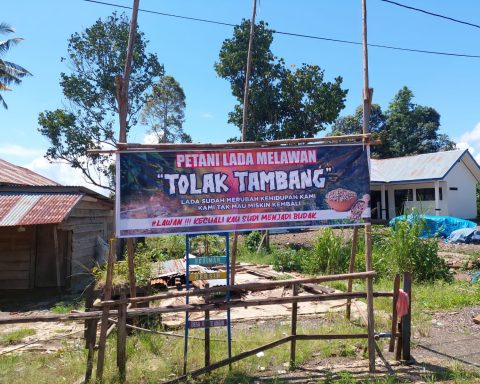 PETANI LADA MELAWAN
"TOLAK TAMBANG"
LADA SUDAH MERUBAH KEHIDUPAN KAMI
KAMI TAK MAU MISKIN KEMBALI
#LAWAN !!! KECUALI KAU SUDI MENJADI BUDAK